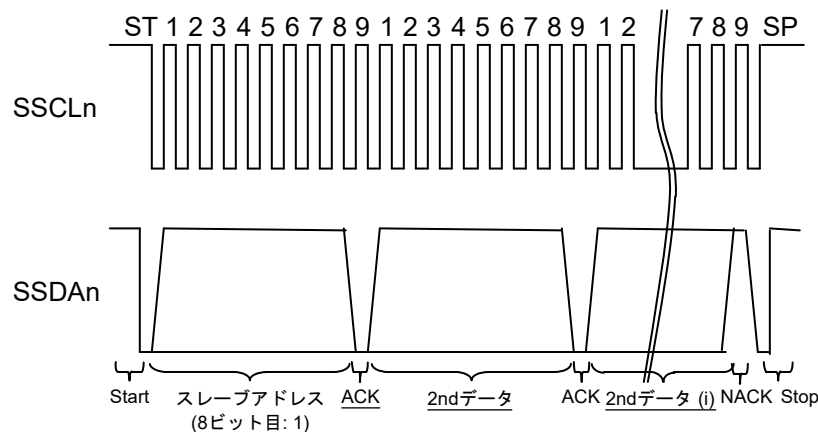 ST 1 2 3 4 5 6 7 8 9 1 2 3 4 5 6 7 8 9 1 2 7 8 9 SP
SSCLn
SSDAn
Start スレーブアドレス ACK 2ndデータ ACK 2ndデータ (i) NACK Stop
(8ビット目: 1)